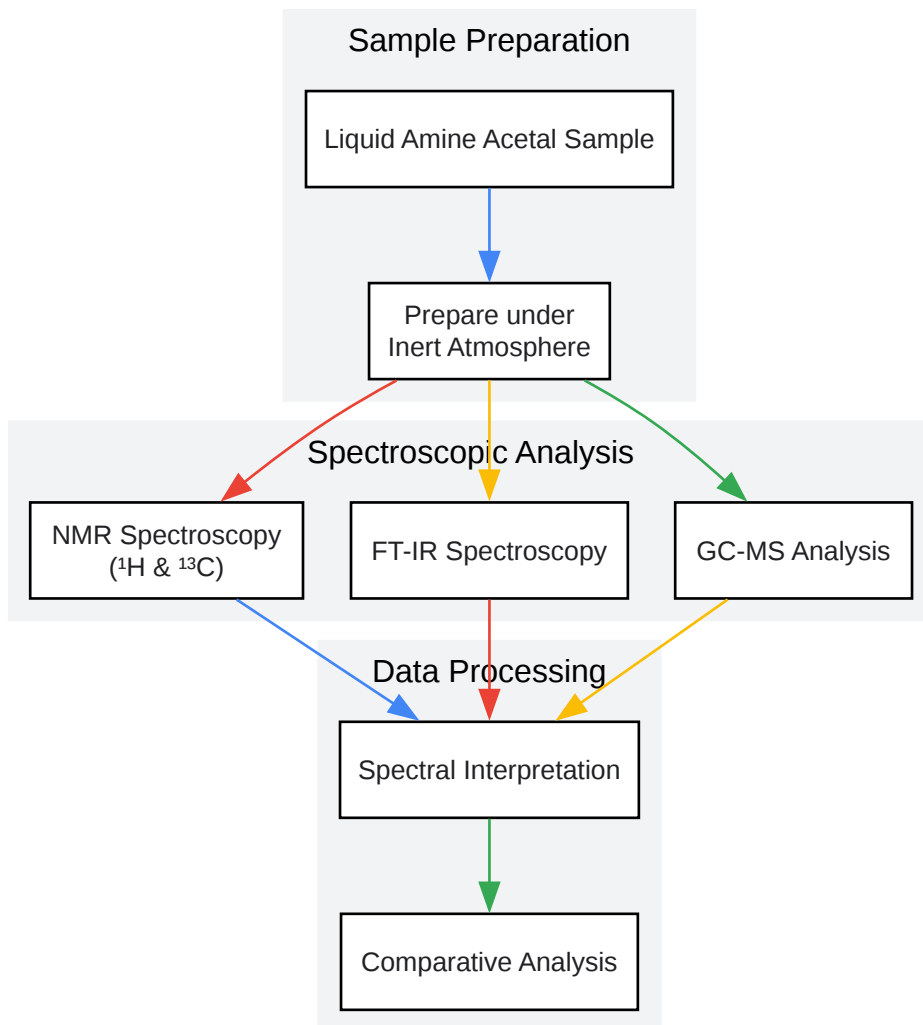 Sample Preparation
Liquid Amine Acetal Sample
Prepare under
Inert Atmosphere
Spectroscopic Analysis
NMR Spectroscopy
(¹H & ¹³C)
FT-IR Spectroscopy
GC-MS Analysis
Data Processing
Spectral Interpretation
Comparative Analysis